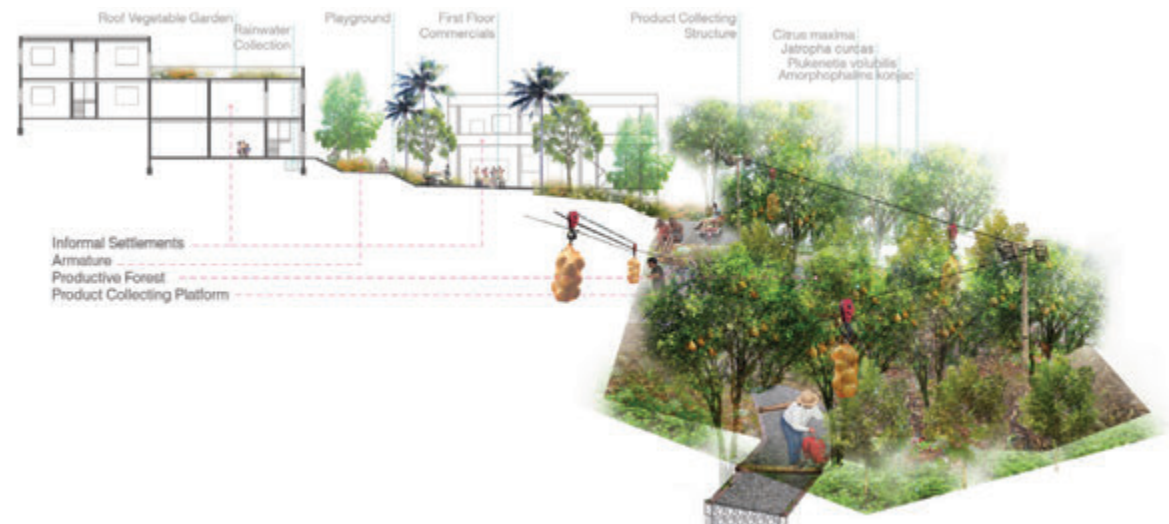 Roof Vegetable Garden
Rainwater
Collection
Playground
First Floor
Commercials
Product Collecting
Structure
Citrus maxima
Jatropha curcas
Plukenetia volubilis
Amorphophallns konjac
Informal Settlements
Armature
Productive Forest
Product Collecting Platform